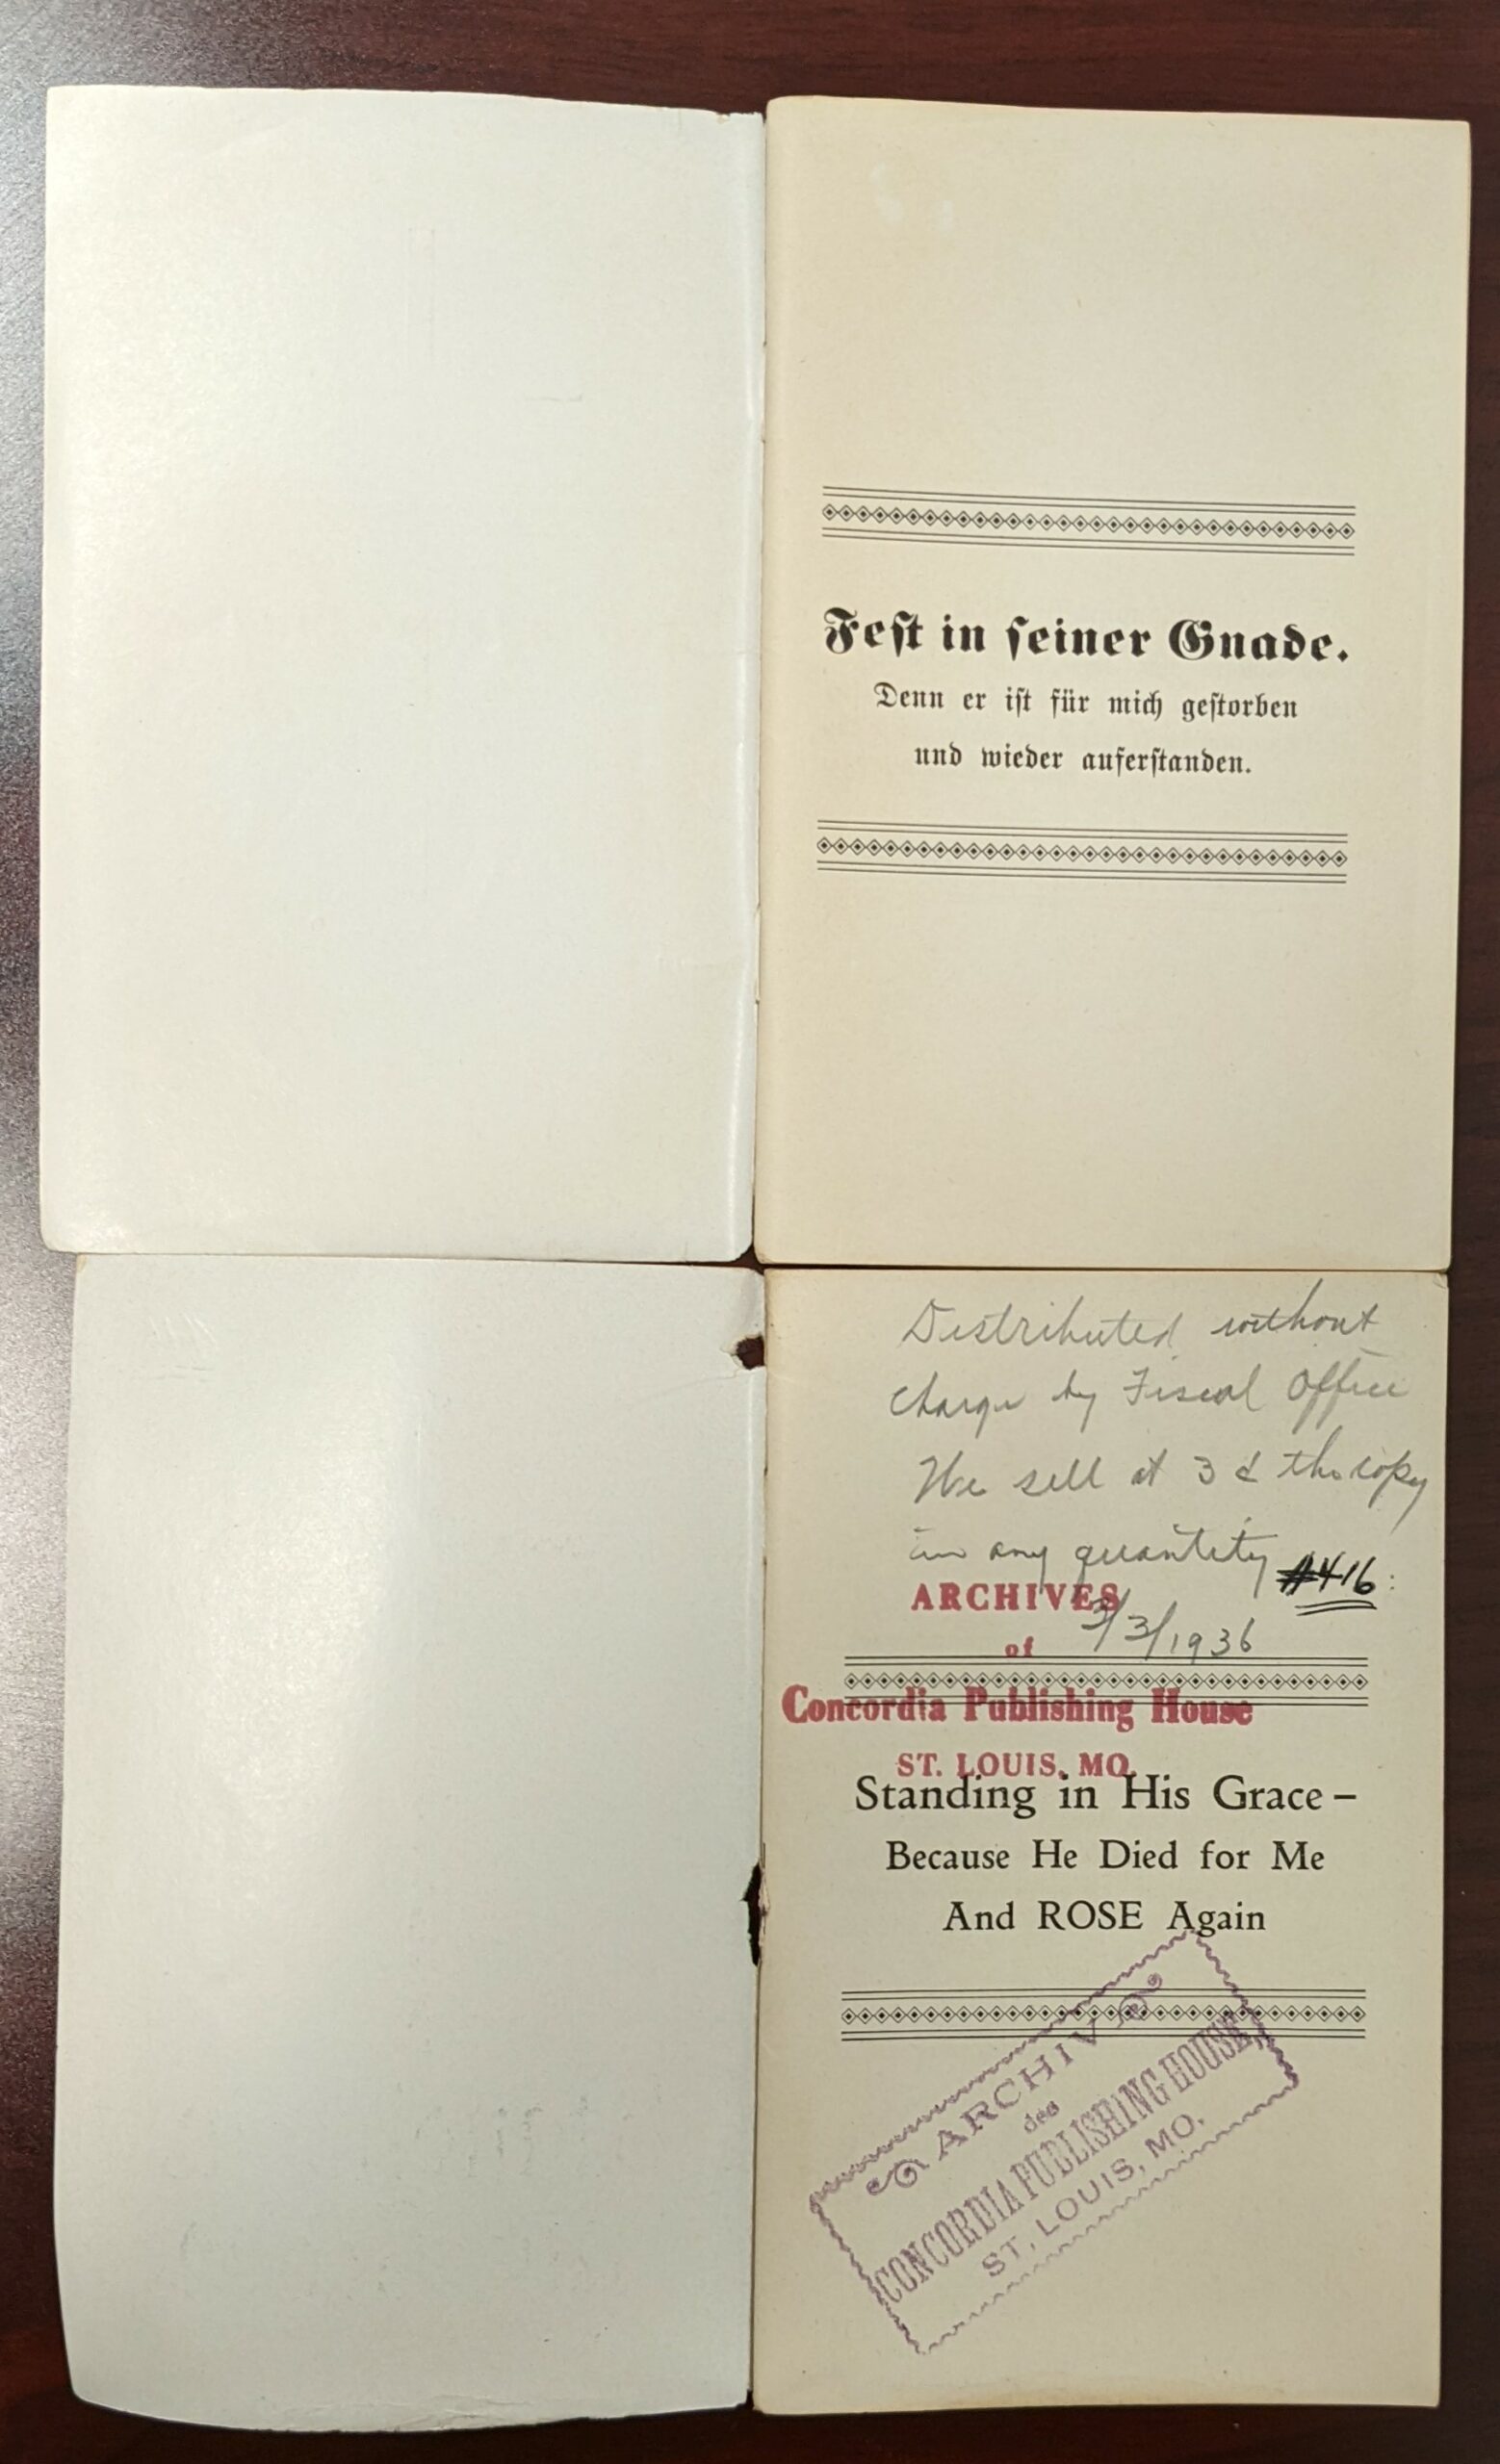 Fest in seiner Gnade.
Denn er ist für mich gestorben
und wieder auferstanden.
Distributed without
charge by Fiscal Office
We sell at 3¢ the copy
in any quantity #416
ARCHIVES
3/3/1936
of
Concordia Publishing House
ST. LOUIS, MO.
Standing in His Grace –
Because He Died for Me
And ROSE Again
ARCHIV
des
CONCORDIA PUBLISHING HOUSE,
ST. LOUIS, MO.